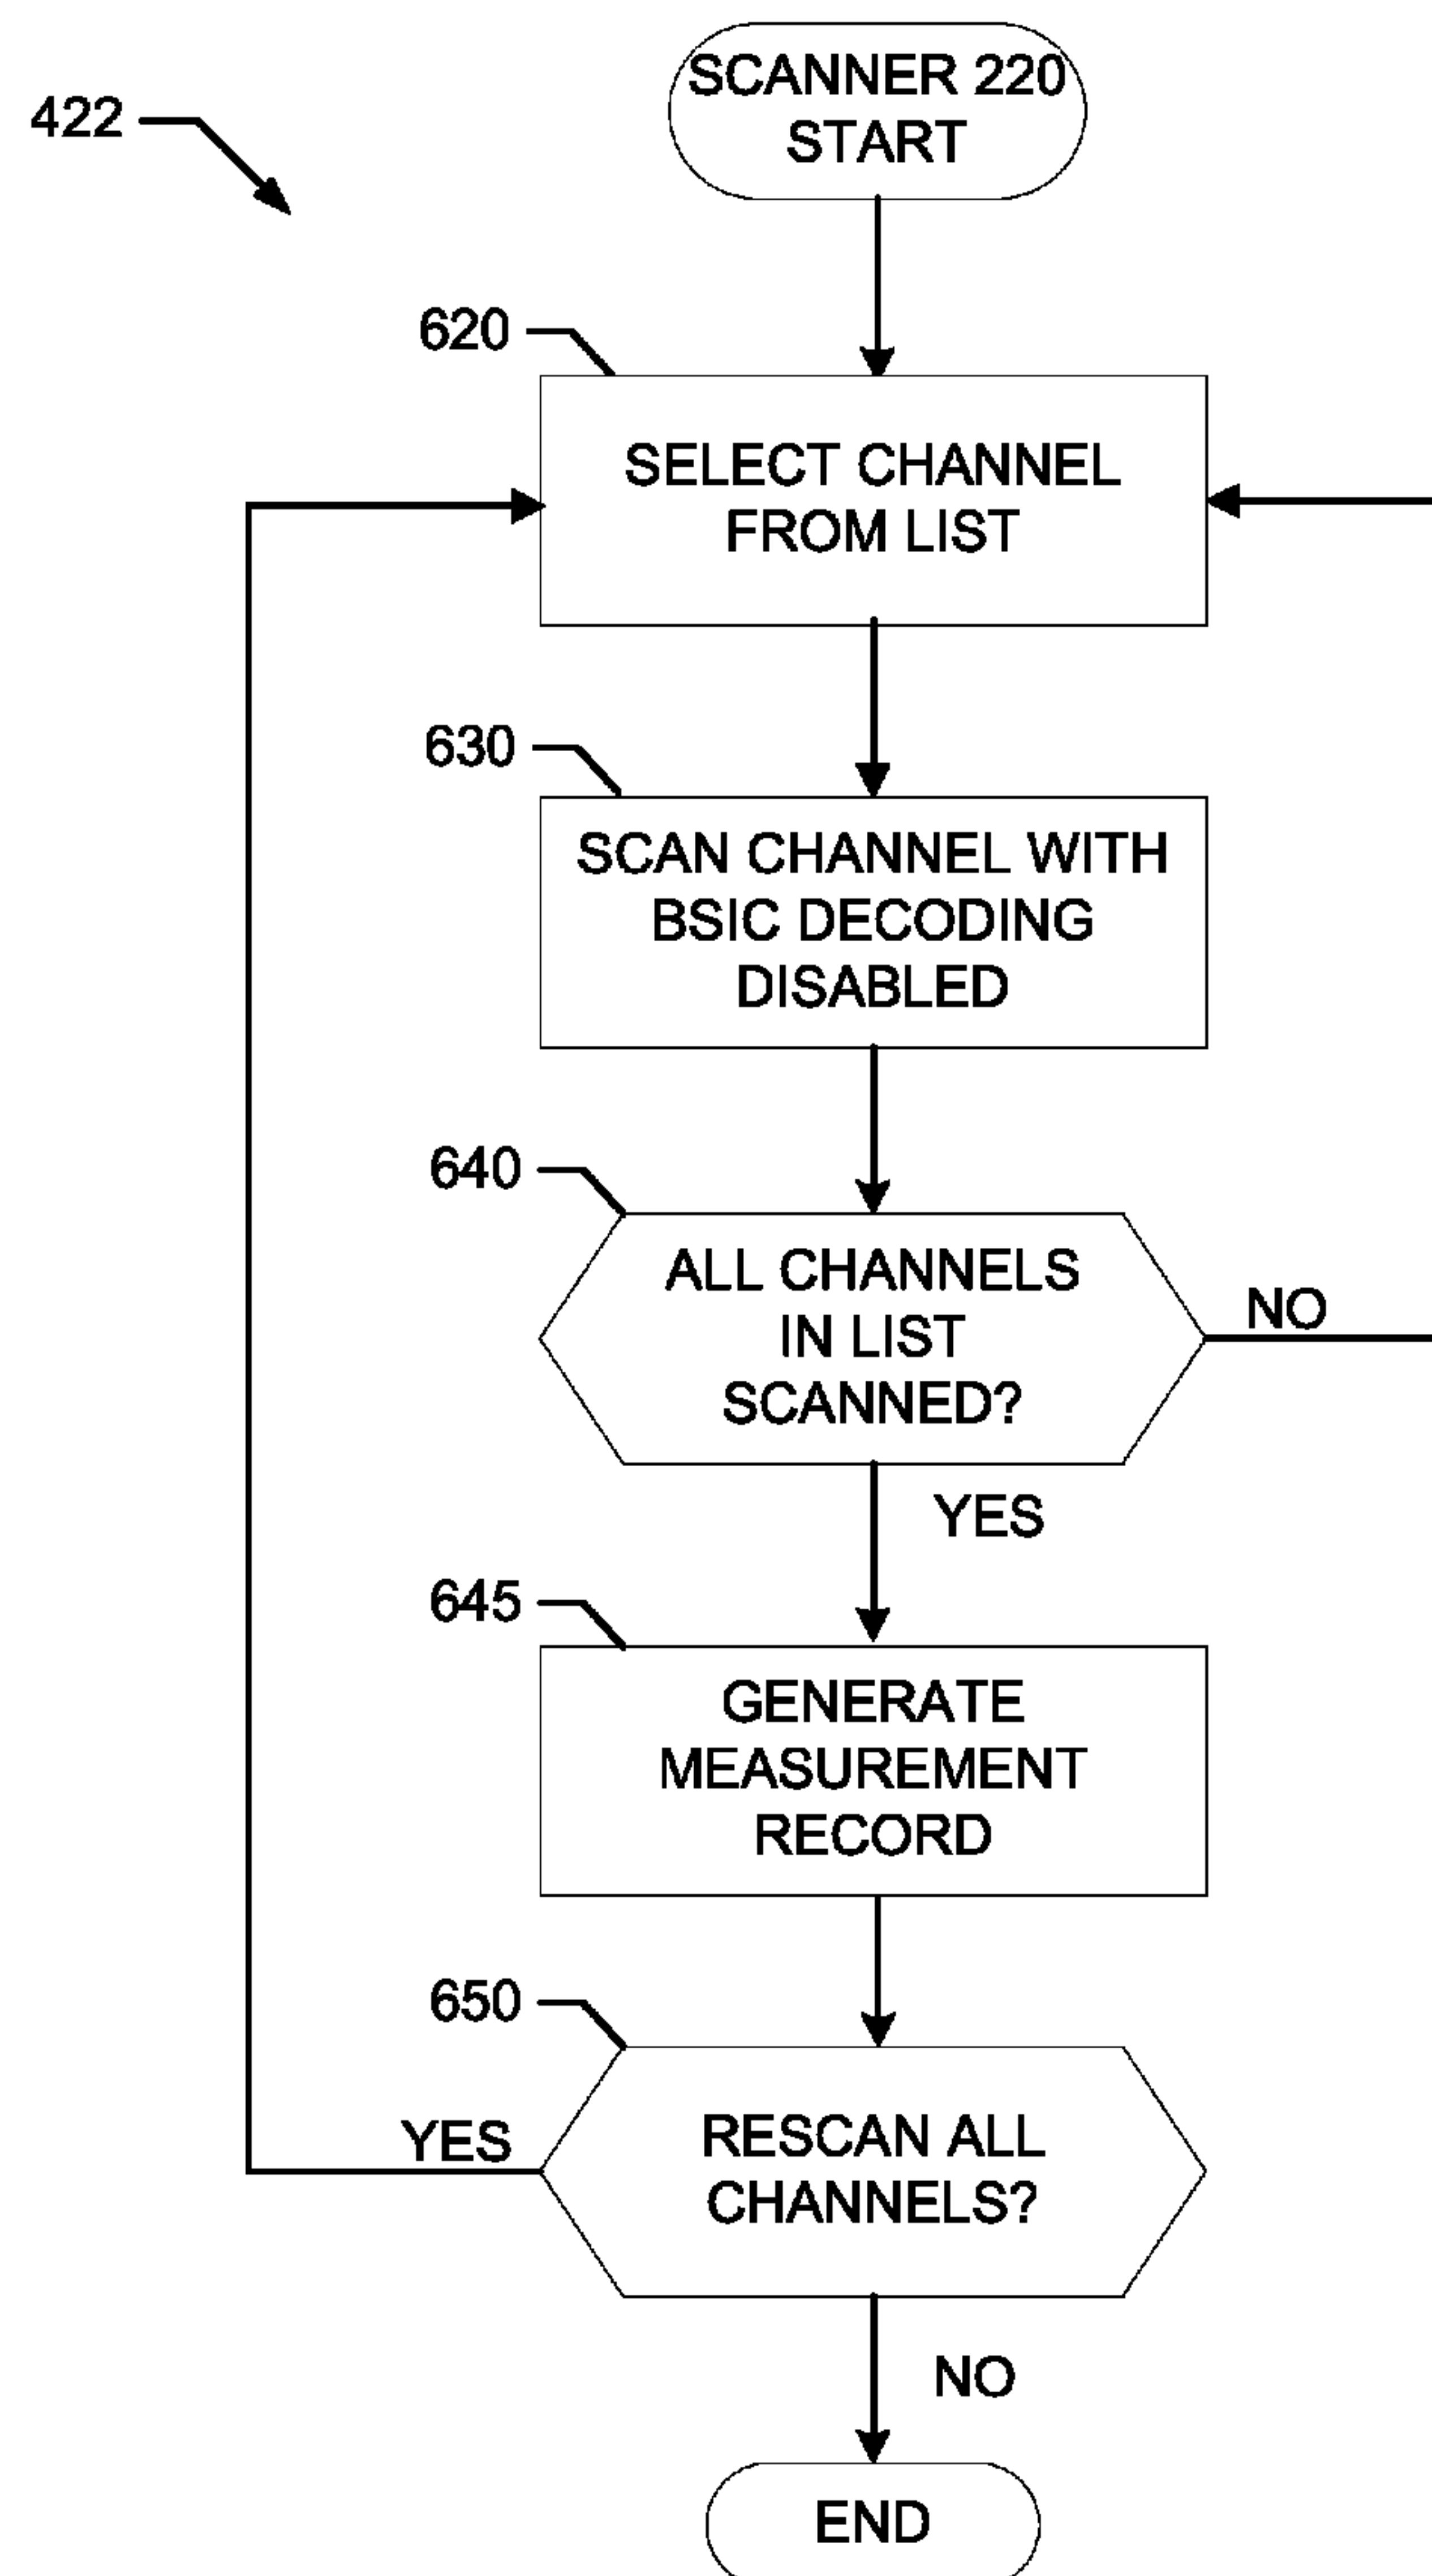 SCANNER 220
START
422
620
SELECT CHANNEL
FROM LIST
630
SCAN CHANNEL WITH
BSIC DECODING
DISABLED
640
ALL CHANNELS
IN LIST
SCANNED?
NO
YES
645
GENERATE
MEASUREMENT
RECORD
650
YES
RESCAN ALL
CHANNELS?
NO
END